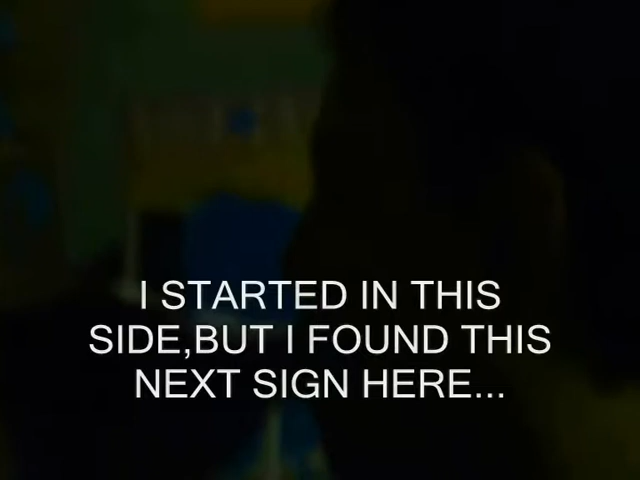 I STARTED IN THIS
SIDE,BUT I FOUND THIS
NEXT SIGN HERE...